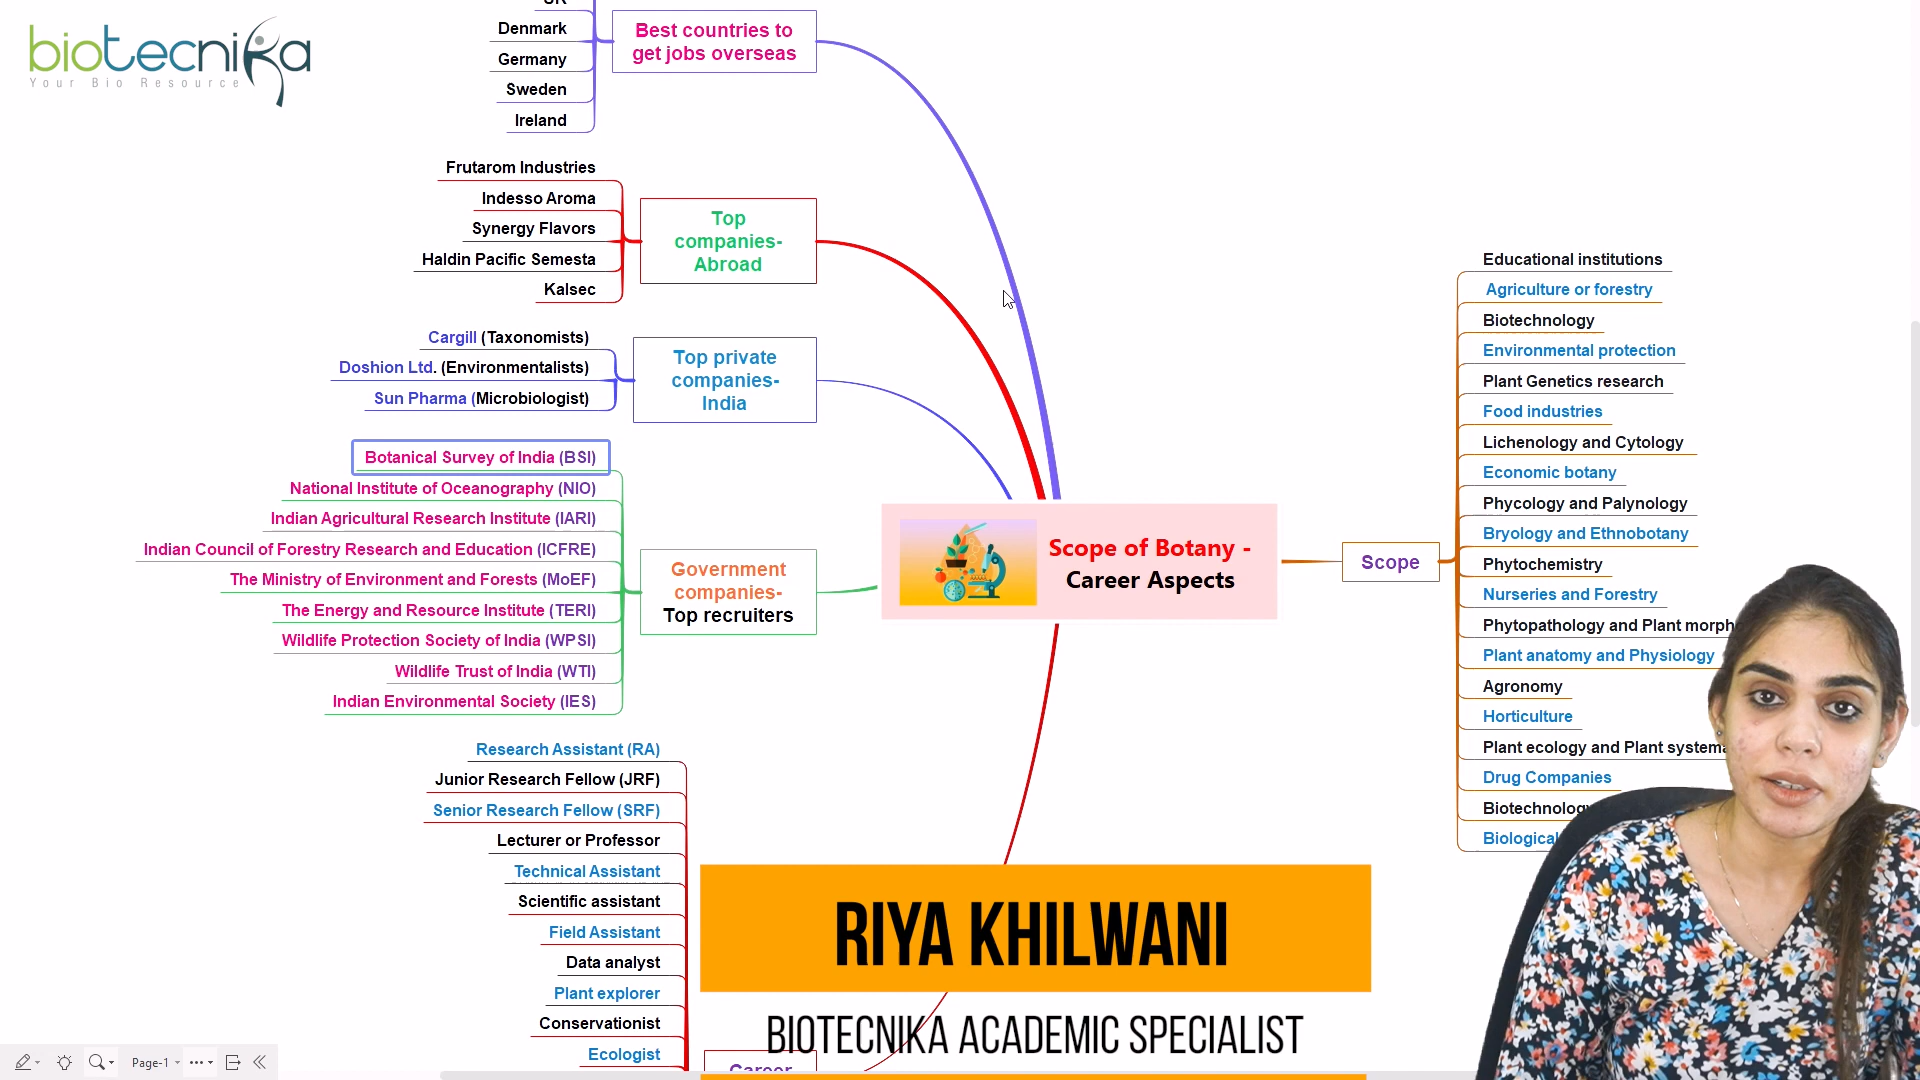 biotecnika
Your Bio Resource
UK
Denmark
Germany
Sweden
Ireland
Best countries to
get jobs overseas
Frutarom Industries
Indesso Aroma
Synergy Flavors
Haldin Pacific Semesta
Kalsec
Top
companies-
Abroad
Cargill (Taxonomists)
Doshion Ltd. (Environmentalists)
Sun Pharma (Microbiologist)
Top private
companies-
India
Botanical Survey of India (BSI)
National Institute of Oceanography (NIO)
Indian Agricultural Research Institute (IARI)
Indian Council of Forestry Research and Education (ICFRE)
The Ministry of Environment and Forests (MoEF)
The Energy and Resource Institute (TERI)
Wildlife Protection Society of India (WPSI)
Wildlife Trust of India (WTI)
Indian Environmental Society (IES)
Government
companies-
Top recruiters
Scope of Botany -
Career Aspects
Scope
Educational institutions
Agriculture or forestry
Biotechnology
Environmental protection
Plant Genetics research
Food industries
Lichenology and Cytology
Economic botany
Phycology and Palynology
Bryology and Ethnobotany
Phytochemistry
Nurseries and Forestry
Phytopathology and Plant morph
Plant anatomy and Physiology
Agronomy
Horticulture
Plant ecology and Plant systema
Drug Companies
Biotechnology
Biological
Research Assistant (RA)
Junior Research Fellow (JRF)
Senior Research Fellow (SRF)
Lecturer or Professor
Technical Assistant
Scientific assistant
Field Assistant
Data analyst
Plant explorer
Conservationist
Ecologist
Career
RIYA KHILWANI
BIOTECNIKA ACADEMIC SPECIALIST
Page-1